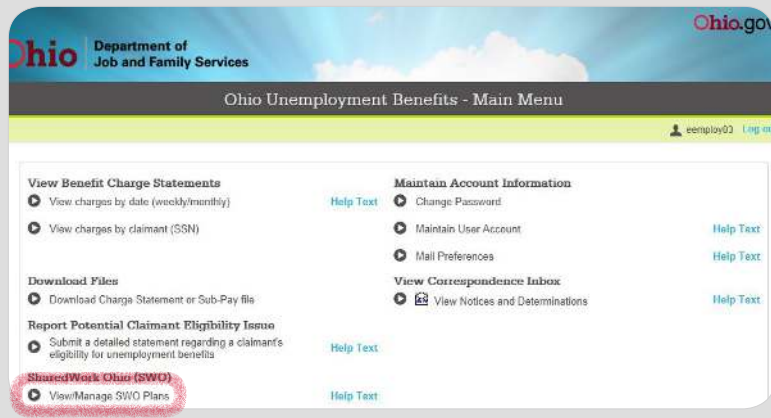 Ohio.gov
Ohio Department of
Job and Family Services
Ohio Unemployment Benefits - Main Menu
eemploy03 Log ou
View Benefit Charge Statements
View charges by date (weekly/monthly) Help Text
View charges by claimant (SSN)
Download Files
Download Charge Statement or Sub-Pay file
Report Potential Claimant Eligibility Issue
Submit a detailed statement regarding a claimant's
eligibility for unemployment benefits Help Text
SharedWork Ohio (SWO)
View/Manage SWO Plans Help Text
Maintain Account Information
Change Password
Maintain User Account Help Text
Mail Preferences Help Text
View Correspondence Inbox
View Notices and Determinations Help Text